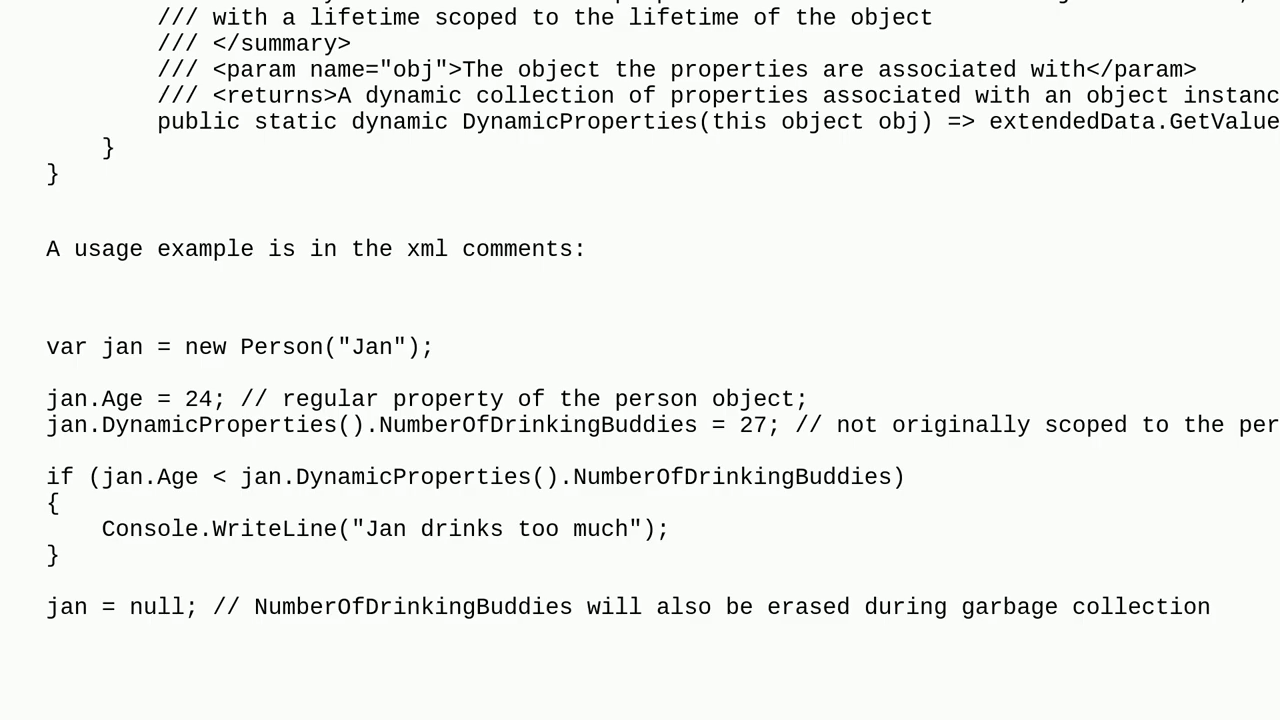 /// with a lifetime scoped to the lifetime of the object
/// </summary>
/// <param name="obj">The object the properties are associated with</param>
/// <returns>A dynamic collection of properties associated with an object instanc
public static dynamic DynamicProperties(this object obj) => extendedData.GetValue
}
}
A usage example is in the xml comments:
var jan = new Person("Jan");
jan.Age = 24; // regular property of the person object;
jan.DynamicProperties().NumberOfDrinkingBuddies = 27; // not originally scoped to the per
if (jan.Age < jan.DynamicProperties().NumberOfDrinkingBuddies)
{
Console.WriteLine("Jan drinks too much");
}
jan = null; // NumberOfDrinkingBuddies will also be erased during garbage collection